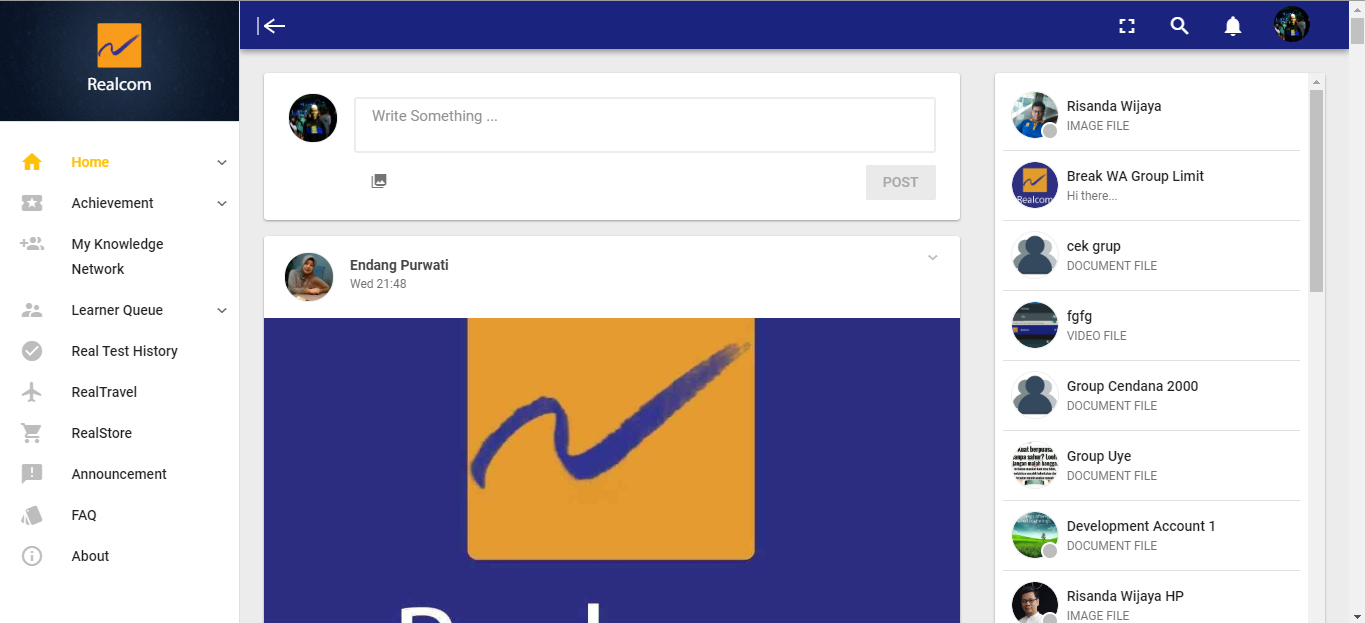 Realcom
Home
Achievement
My Knowledge
Network
Learner Queue
Real Test History
RealTravel
RealStore
Announcement
FAQ
About
Write Something ...
POST
Endang Purwati
Wed 21:48
Risanda Wijaya
IMAGE FILE
Break WA Group Limit
Hi there...
Realcom
cek grup
DOCUMENT FILE
fgfg
VIDEO FILE
Group Cendana 2000
DOCUMENT FILE
Group Uye
DOCUMENT FILE
Development Account 1
DOCUMENT FILE
Risanda Wijaya HP
IMAGE FILE